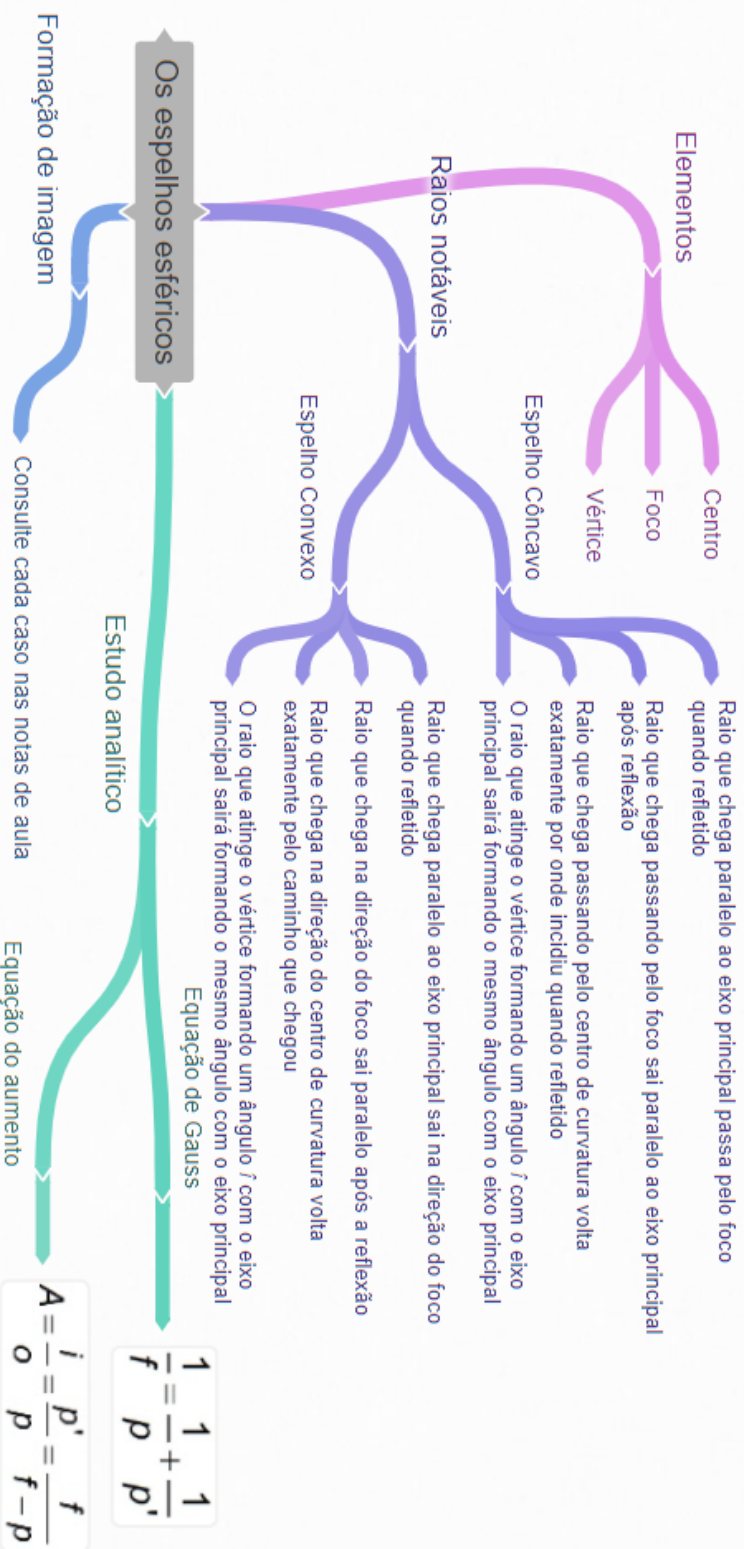 Os espelhos esféricos
Elementos
Centro
Foco
Vértice
Raios notáveis
Espelho Côncavo
Raio que chega paralelo ao eixo principal passa pelo foco
quando refletido
Raio que chega passando pelo foco sai paralelo ao eixo principal
após reflexão
Raio que chega passando pelo centro de curvatura volta
exatamente por onde incidiu quando refletido
O raio que atinge o vértice formando um ângulo î com o eixo
principal sairá formando o mesmo ângulo com o eixo principal
Espelho Convexo
Raio que chega paralelo ao eixo principal sai na direção do foco
quando refletido
Raio que chega na direção do foco sai paralelo após a reflexão
Raio que chega na direção do centro de curvatura volta
exatamente pelo caminho que chegou
O raio que atinge o vértice formando um ângulo î com o eixo
principal sairá formando o mesmo ângulo com o eixo principal
Estudo analítico
Equação de Gauss
1/f = 1/p + 1/p'
Equação do aumento
A = i/o = p'/p = f/(f-p)
Formação de imagem
Consulte cada caso nas notas de aula